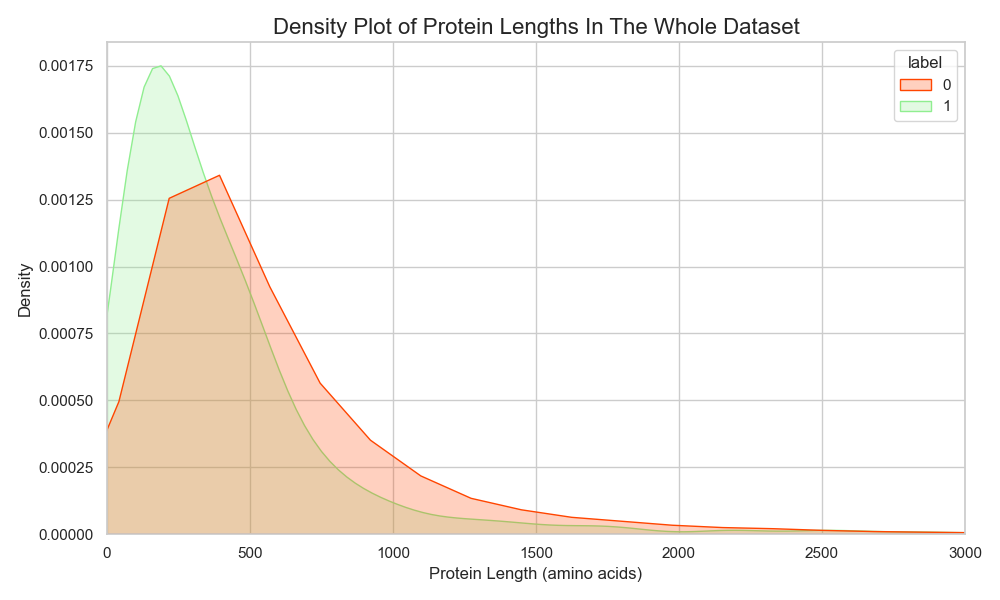 Density Plot of Protein Lengths In The Whole Dataset
label
0
1
Density
0.00175
0.00150
0.00125
0.00100
0.00075
0.00050
0.00025
0.00000
0 500 1000 1500 2000 2500 3000
Protein Length (amino acids)